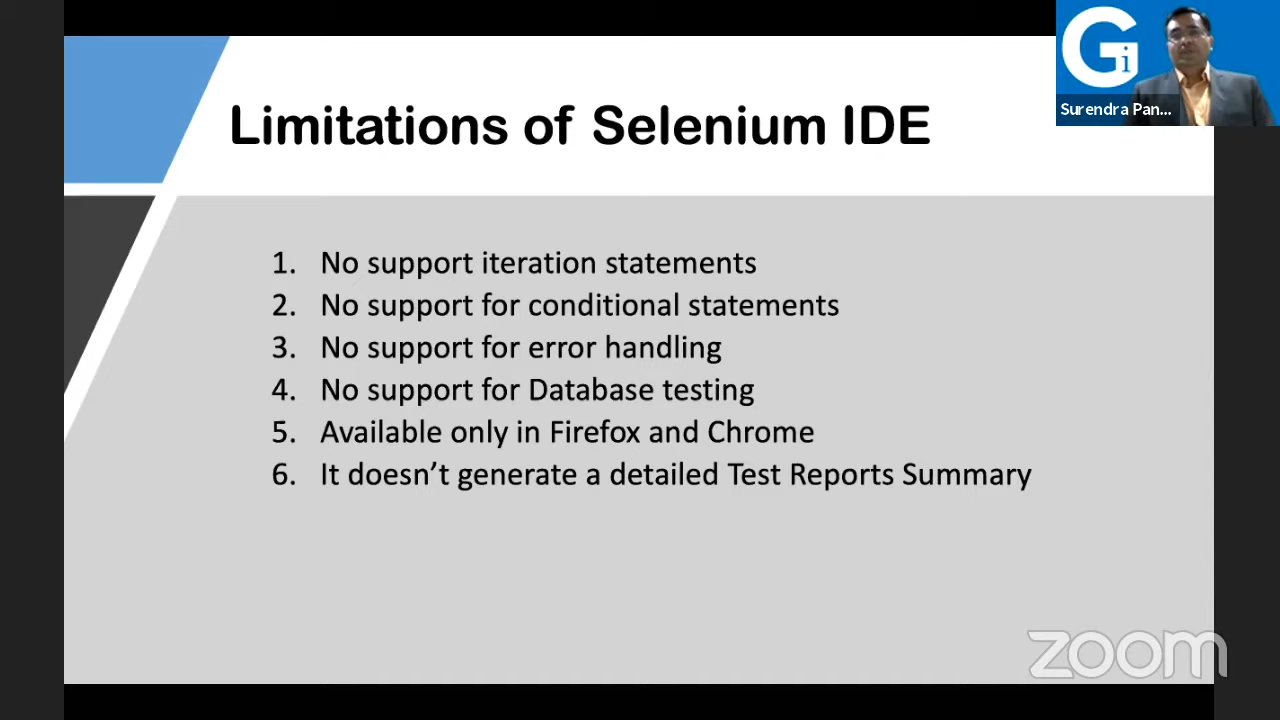 Gi
Surendra Pan...
Limitations of Selenium IDE
1. No support iteration statements
2. No support for conditional statements
3. No support for error handling
4. No support for Database testing
5. Available only in Firefox and Chrome
6. It doesn’t generate a detailed Test Reports Summary
zoom